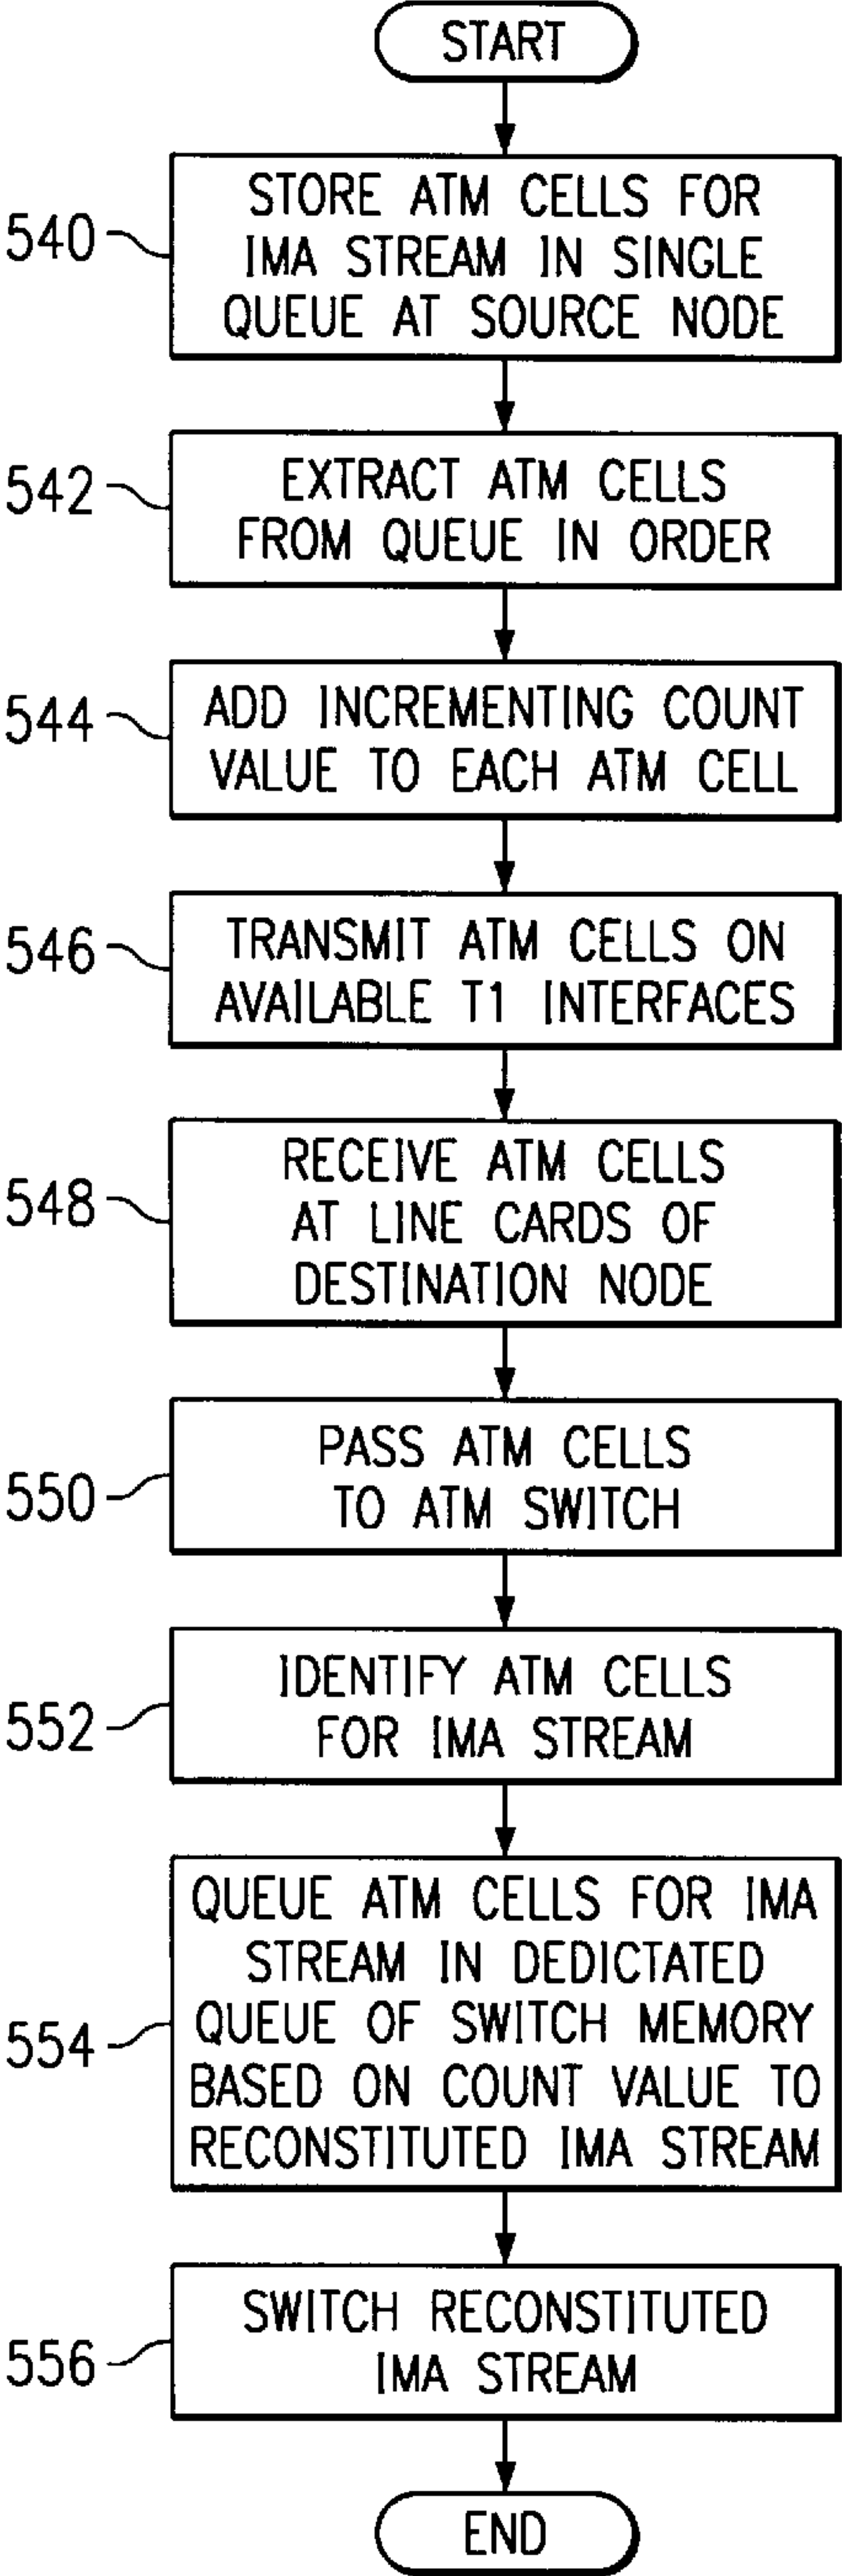 START
540
STORE ATM CELLS FOR
IMA STREAM IN SINGLE
QUEUE AT SOURCE NODE
542
EXTRACT ATM CELLS
FROM QUEUE IN ORDER
544
ADD INCREMENTING COUNT
VALUE TO EACH ATM CELL
546
TRANSMIT ATM CELLS ON
AVAILABLE T1 INTERFACES
548
RECEIVE ATM CELLS
AT LINE CARDS OF
DESTINATION NODE
550
PASS ATM CELLS
TO ATM SWITCH
552
IDENTIFY ATM CELLS
FOR IMA STREAM
554
QUEUE ATM CELLS FOR IMA
STREAM IN DEDICTATED
QUEUE OF SWITCH MEMORY
BASED ON COUNT VALUE TO
RECONSTITUTED IMA STREAM
556
SWITCH RECONSTITUTED
IMA STREAM
END